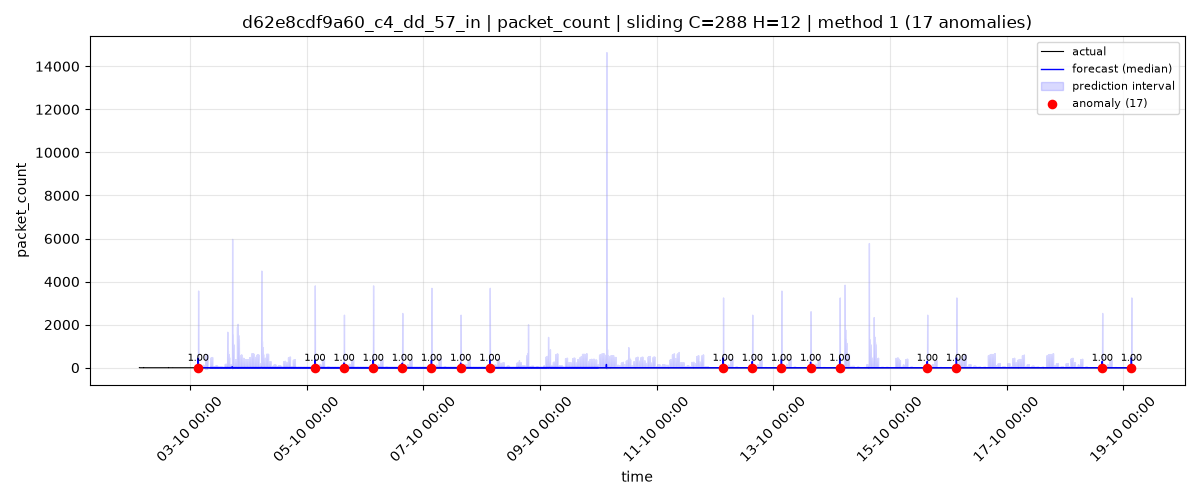 d62e8cdf9a60_c4_dd_57_in | packet_count | sliding C=288 H=12 | method 1 (17 anomalies)
actual
forecast (median)
prediction interval
anomaly (17)
packet_count
14000
12000
10000
8000
6000
4000
2000
0
1.00 1.00 1.00 1.00 1.00 1.00 1.00 1.00 1.00 1.00 1.00 1.00 1.00 1.00 1.00 1.00 1.00
03-10 00:00 05-10 00:00 07-10 00:00 09-10 00:00 11-10 00:00 13-10 00:00 15-10 00:00 17-10 00:00 19-10 00:00
time